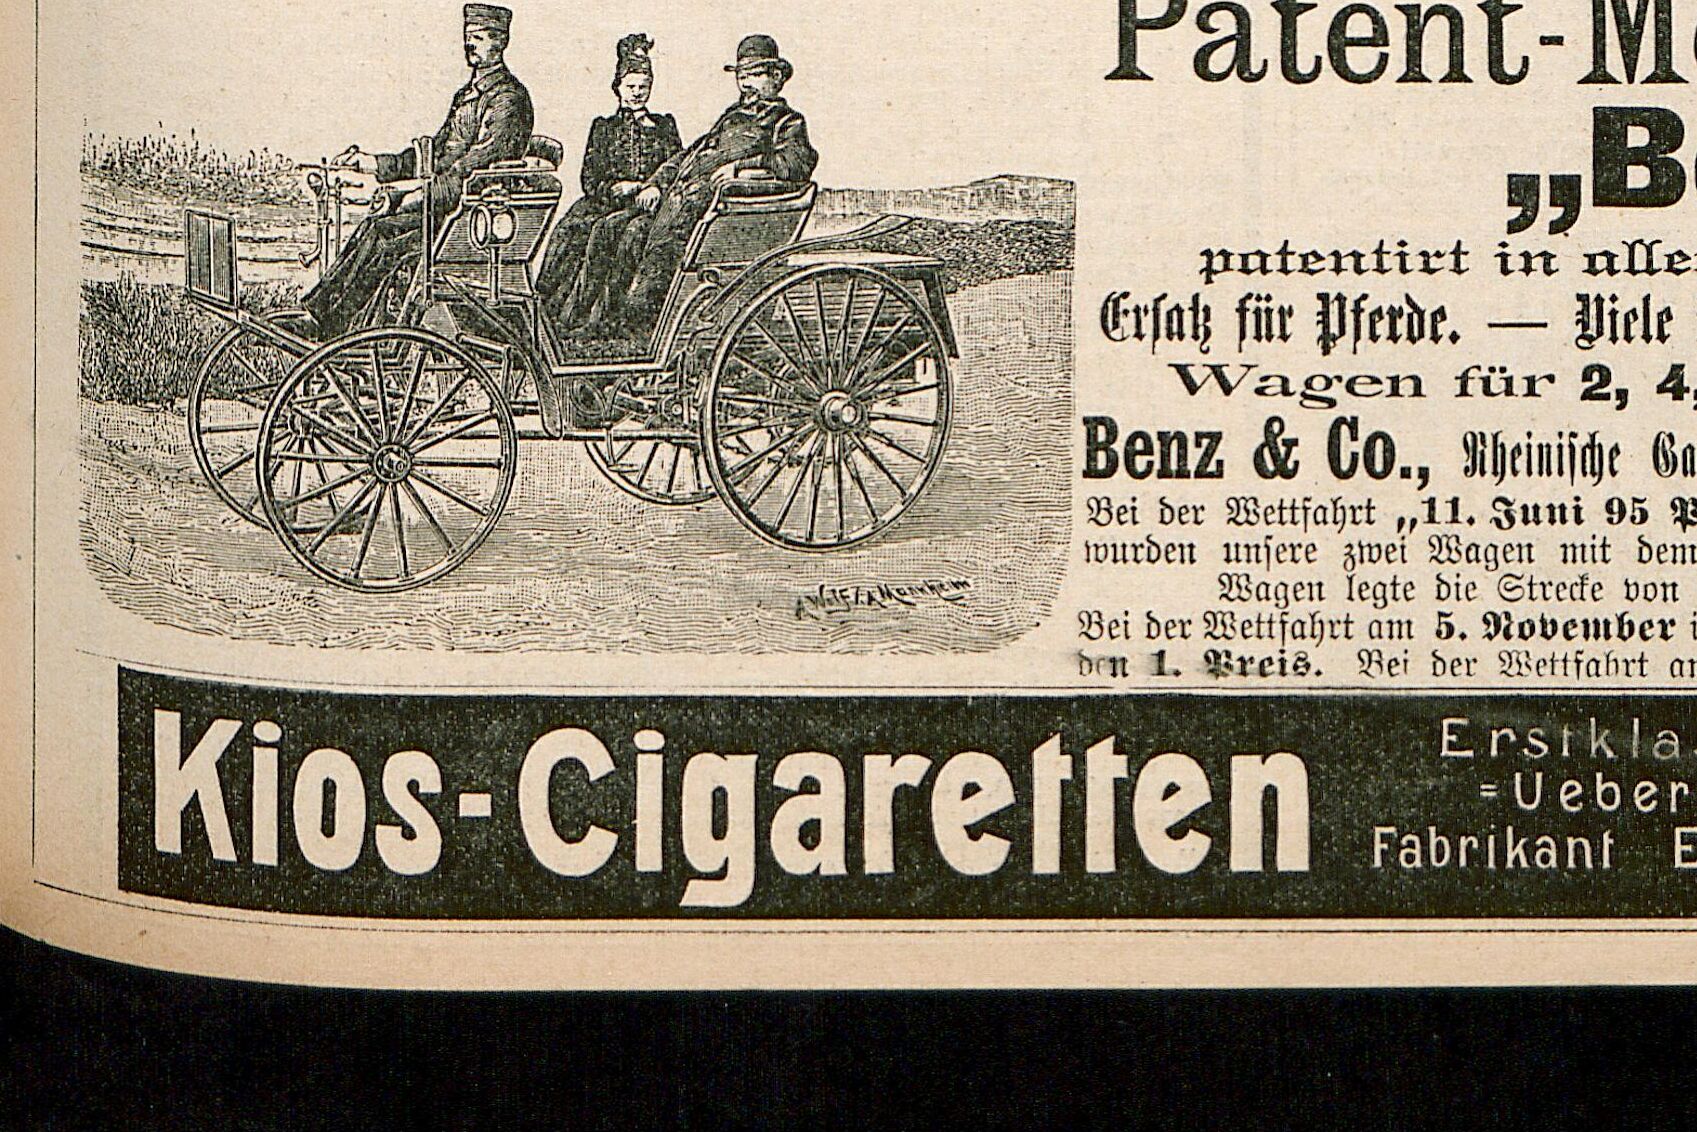 Patent-M
„B
patentirt in alle
Ersatz für Pferde. — Viele
Wagen für 2, 4,
Benz & Co., Rheinische Ga
Bei der Wettfahrt „11. Juni 95 P
wurden unsere zwei Wagen mit dem
Wagen legte die Strecke von
Bei der Wettfahrt am 5. November i
den 1. Preis. Bei der Wettfahrt a
Mannheim
Kios-Cigaretten
Erstkla
=Ueber
Fabrikant E